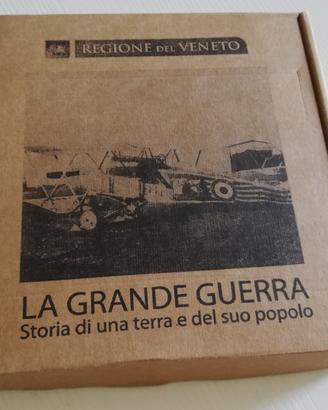 REGIONE DEL VENETO
LA GRANDE GUERRA
Storia di una terra e del suo popolo